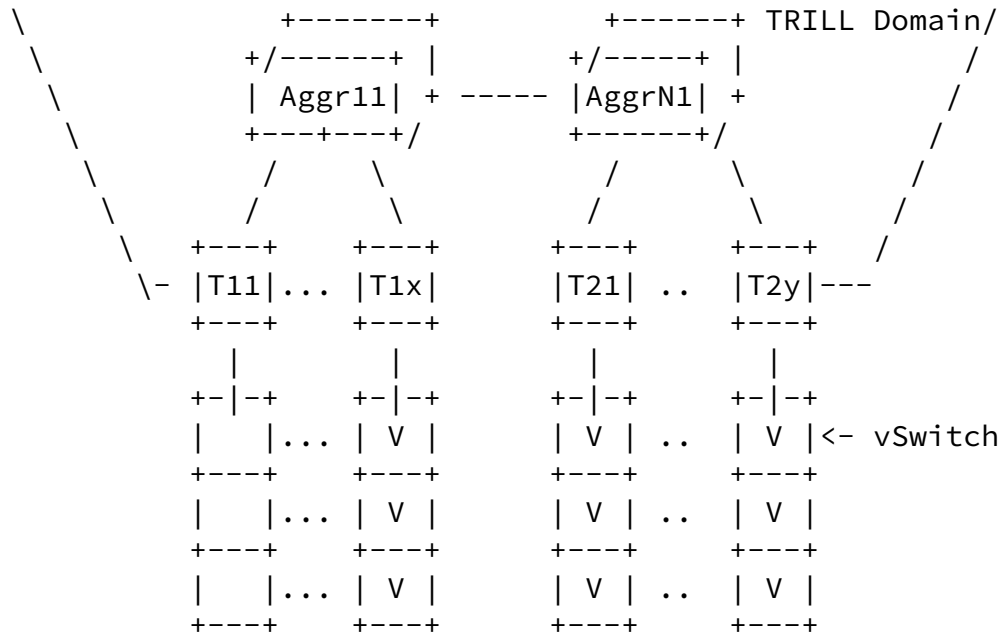 \             +-------+        +------+ TRILL Domain/
 \          +/------+ |      +/-----+ |            /
  \         | Aggr11| + ----- |AggrN1| +           /
   \        +---+---+/        +------+/           /
    \         /     \          /      \          /
     \       /       \        /        \        /
      \   +---+    +---+     +---+    +---+    /
       \- |T11|... |T1x|     |T21| .. |T2y|---
          +---+    +---+     +---+    +---+
            |        |         |        |
          +-|-+    +-|-+     +-|-+    +-|-+
          |   |... | V |     | V | .. | V |<- vSwitch
          +---+    +---+     +---+    +---+
          |   |... | V |     | V | .. | V |
          +---+    +---+     +---+    +---+
          |   |... | V |     | V | .. | V |
          +---+    +---+     +---+    +---+